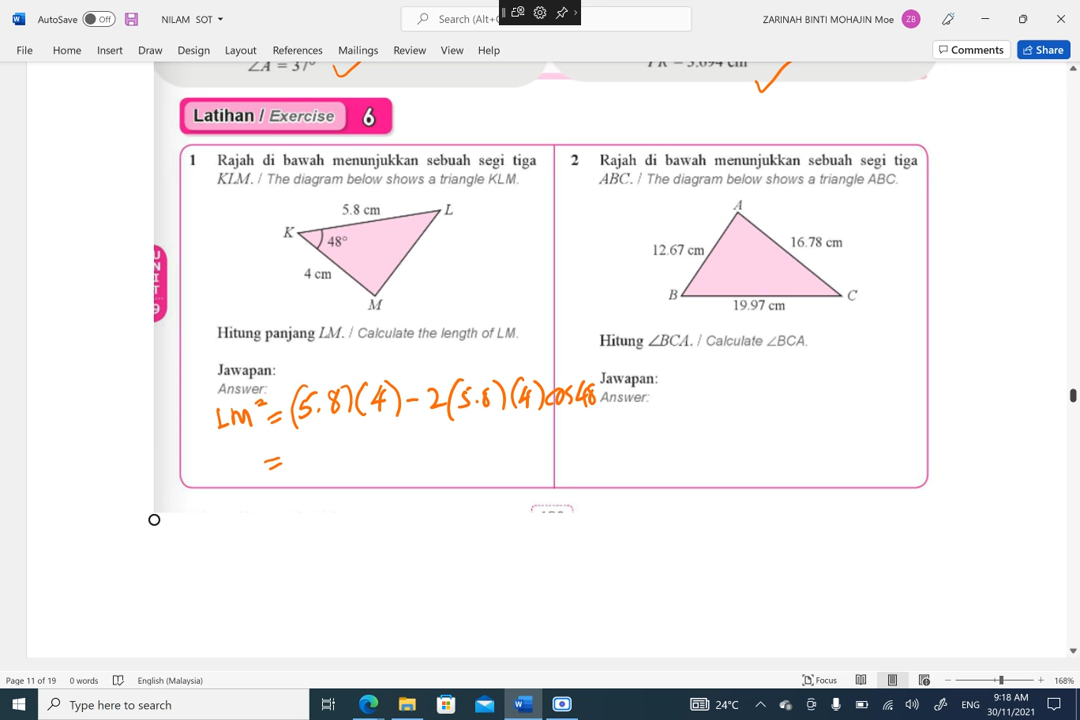 AutoSave Off NILAM SOT Search (Alt+ ZARINAH BINTI MOHAJIN Moe ZB
File Home Insert Draw Design Layout References Mailings Review View Help Comments Share
∠A = 37°
PR = 3.694 cm
Latihan / Exercise 6
1 Rajah di bawah menunjukkan sebuah segi tiga
KLM. / The diagram below shows a triangle KLM.
5.8 cm
L
K
48°
4 cm
M
Hitung panjang LM. / Calculate the length of LM.
Jawapan:
Answer:
LM² = (5.8)(4) - 2(5.8)(4)cos48
=
2 Rajah di bawah menunjukkan sebuah segi tiga
ABC. / The diagram below shows a triangle ABC.
A
12.67 cm
16.78 cm
B
C
19.97 cm
Hitung ∠BCA. / Calculate ∠BCA.
Jawapan:
Answer:
UNIT
9
Page 11 of 19 0 words English (Malaysia) Focus 168%
Type here to search 24°C ENG 9:18 AM
30/11/2021